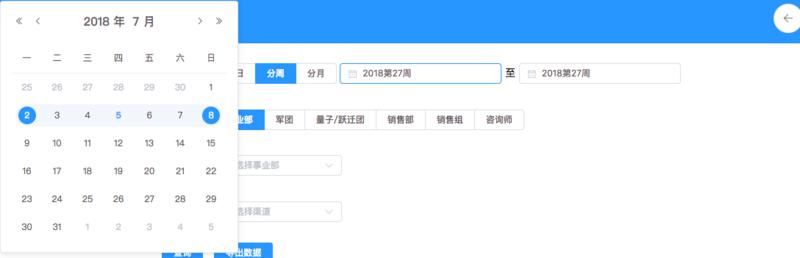 2018 年 7 月
一 二 三 四 五 六 日
25 26 27 28 29 30 1
2 3 4 5 6 7 8
9 10 11 12 13 14 15
16 17 18 19 20 21 22
23 24 25 26 27 28 29
30 31 1 2 3 4 5
日 分周 分月 2018第27周 至 2018第27周
业部 军团 量子/跃迁团 销售部 销售组 咨询师
选择事业部
选择渠道
查询 导出数据